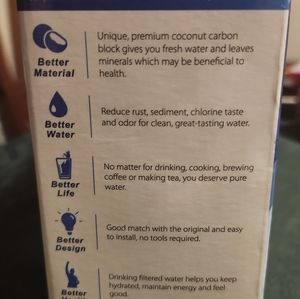 Unique, premium coconut carbon
block gives you fresh water and leaves
minerals which may be beneficial to
health.
Better
Material
Reduce rust, sediment, chlorine taste
and odor for clean, great-tasting water.
Better
Water
No matter for drinking, cooking, brewing
coffee or making tea, you deserve pure
water.
Better
Life
Good match with the original and easy
to install, no tools required.
Better
Design
Drinking filtered water helps you keep
hydrated, maintain energy and feel
good.
Better